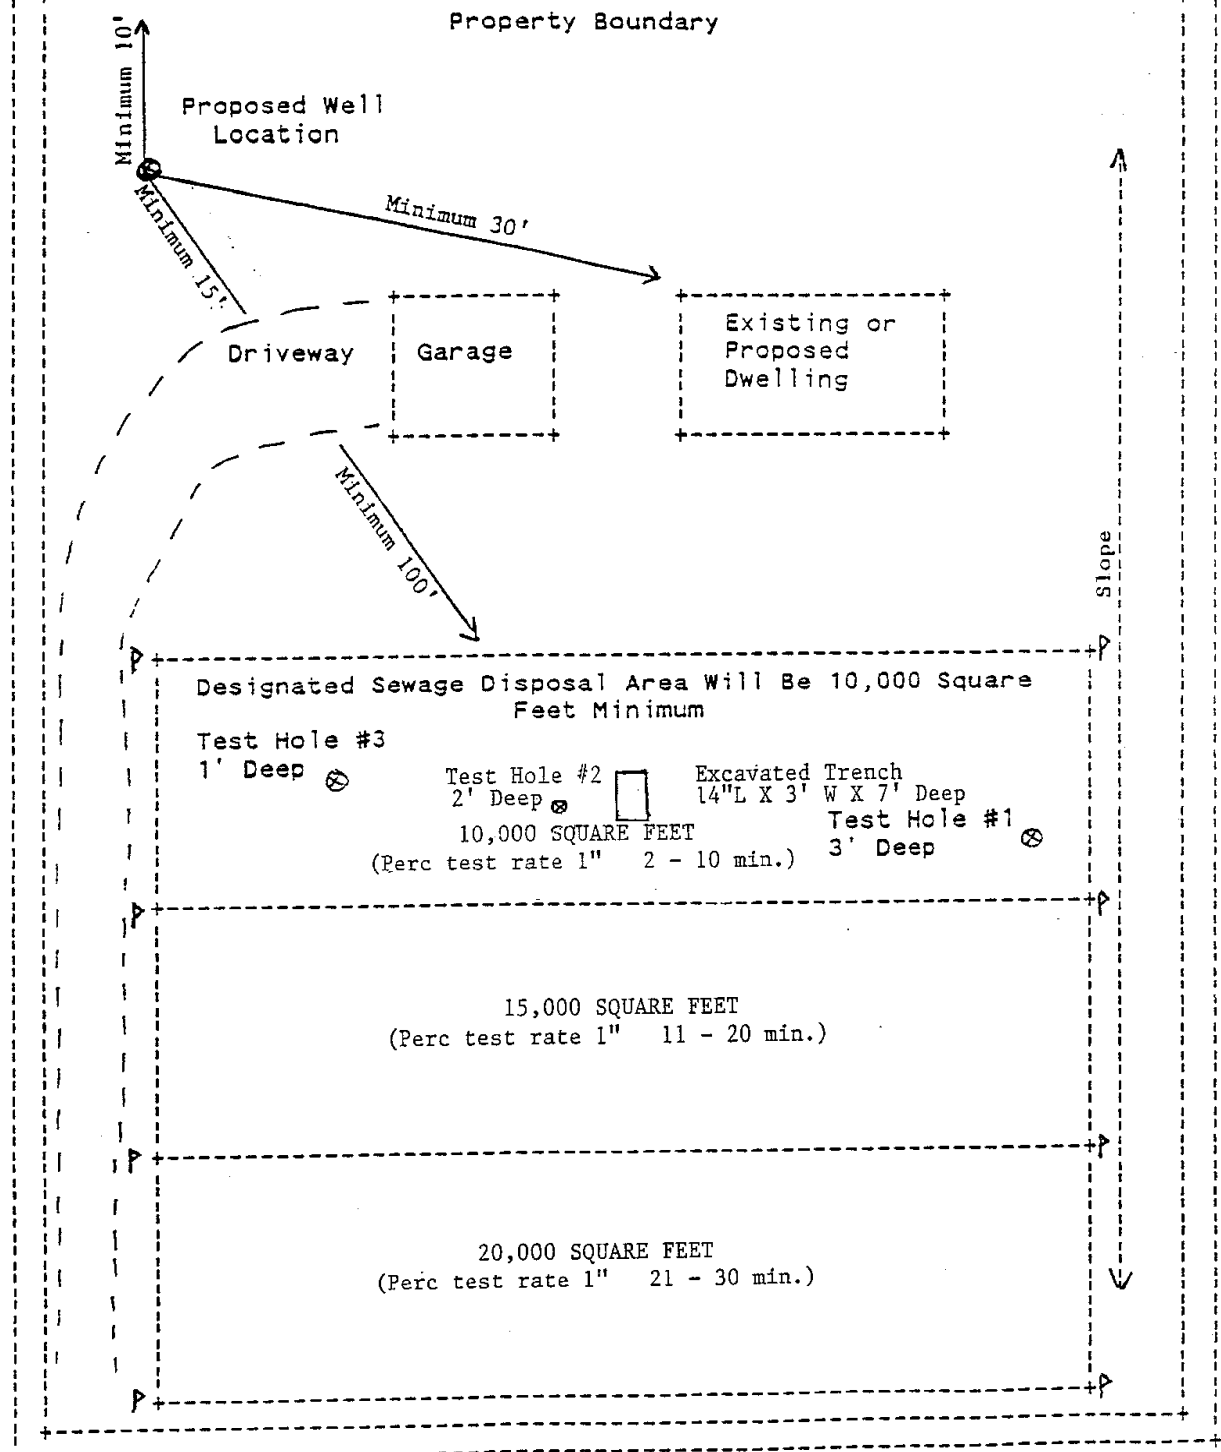 Property Boundary
Minimum 10'
Proposed Well
Location
Minimum 30'
Minimum 15'
Existing or
Proposed
Dwelling
Driveway
Garage
Minimum 100'
Slope
P
P
Designated Sewage Disposal Area Will Be 10,000 Square
Feet Minimum
Test Hole #3
1' Deep
Test Hole #2
2' Deep
Excavated Trench
14"L X 3' W X 7' Deep
Test Hole #1
3' Deep
10,000 SQUARE FEET
(Perc test rate 1" 2 - 10 min.)
P
P
15,000 SQUARE FEET
(Perc test rate 1" 11 - 20 min.)
P
P
20,000 SQUARE FEET
(Perc test rate 1" 21 - 30 min.)
P
P